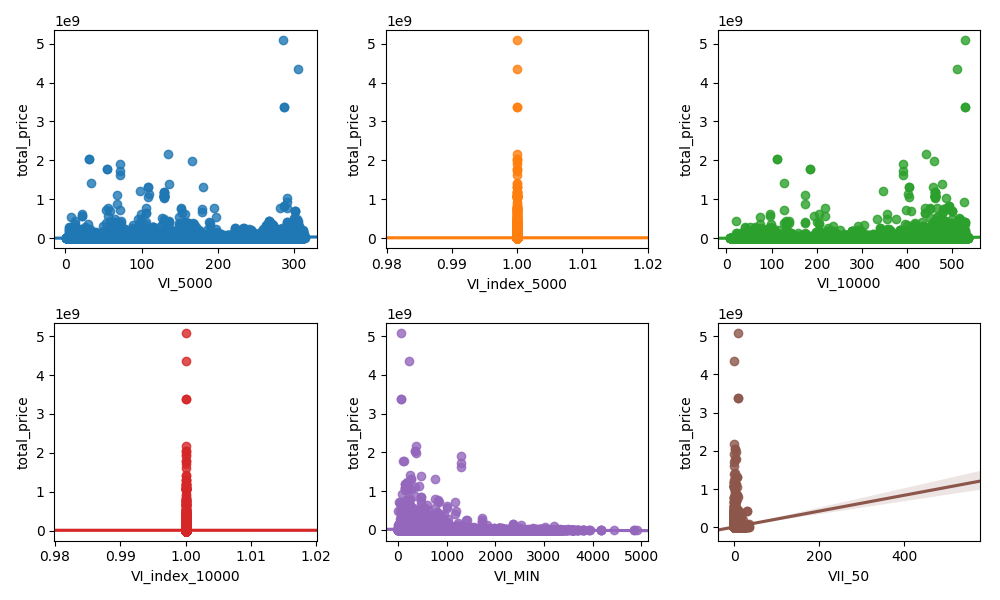 1e9 1e9 1e9
5 5 5
4 4 4
3 3 3
2 2 2
1 1 1
0 0 0
total_price total_price total_price
0 100 200 300 0.98 0.99 1.00 1.01 1.02 0 100 200 300 400 500
VI_5000 VI_index_5000 VI_10000
1e9 1e9 1e9
5 5 5
4 4 4
3 3 3
2 2 2
1 1 1
0 0 0
total_price total_price total_price
0.98 0.99 1.00 1.01 1.02 0 1000 2000 3000 4000 5000 0 200 400
VI_index_10000 VI_MIN VII_50